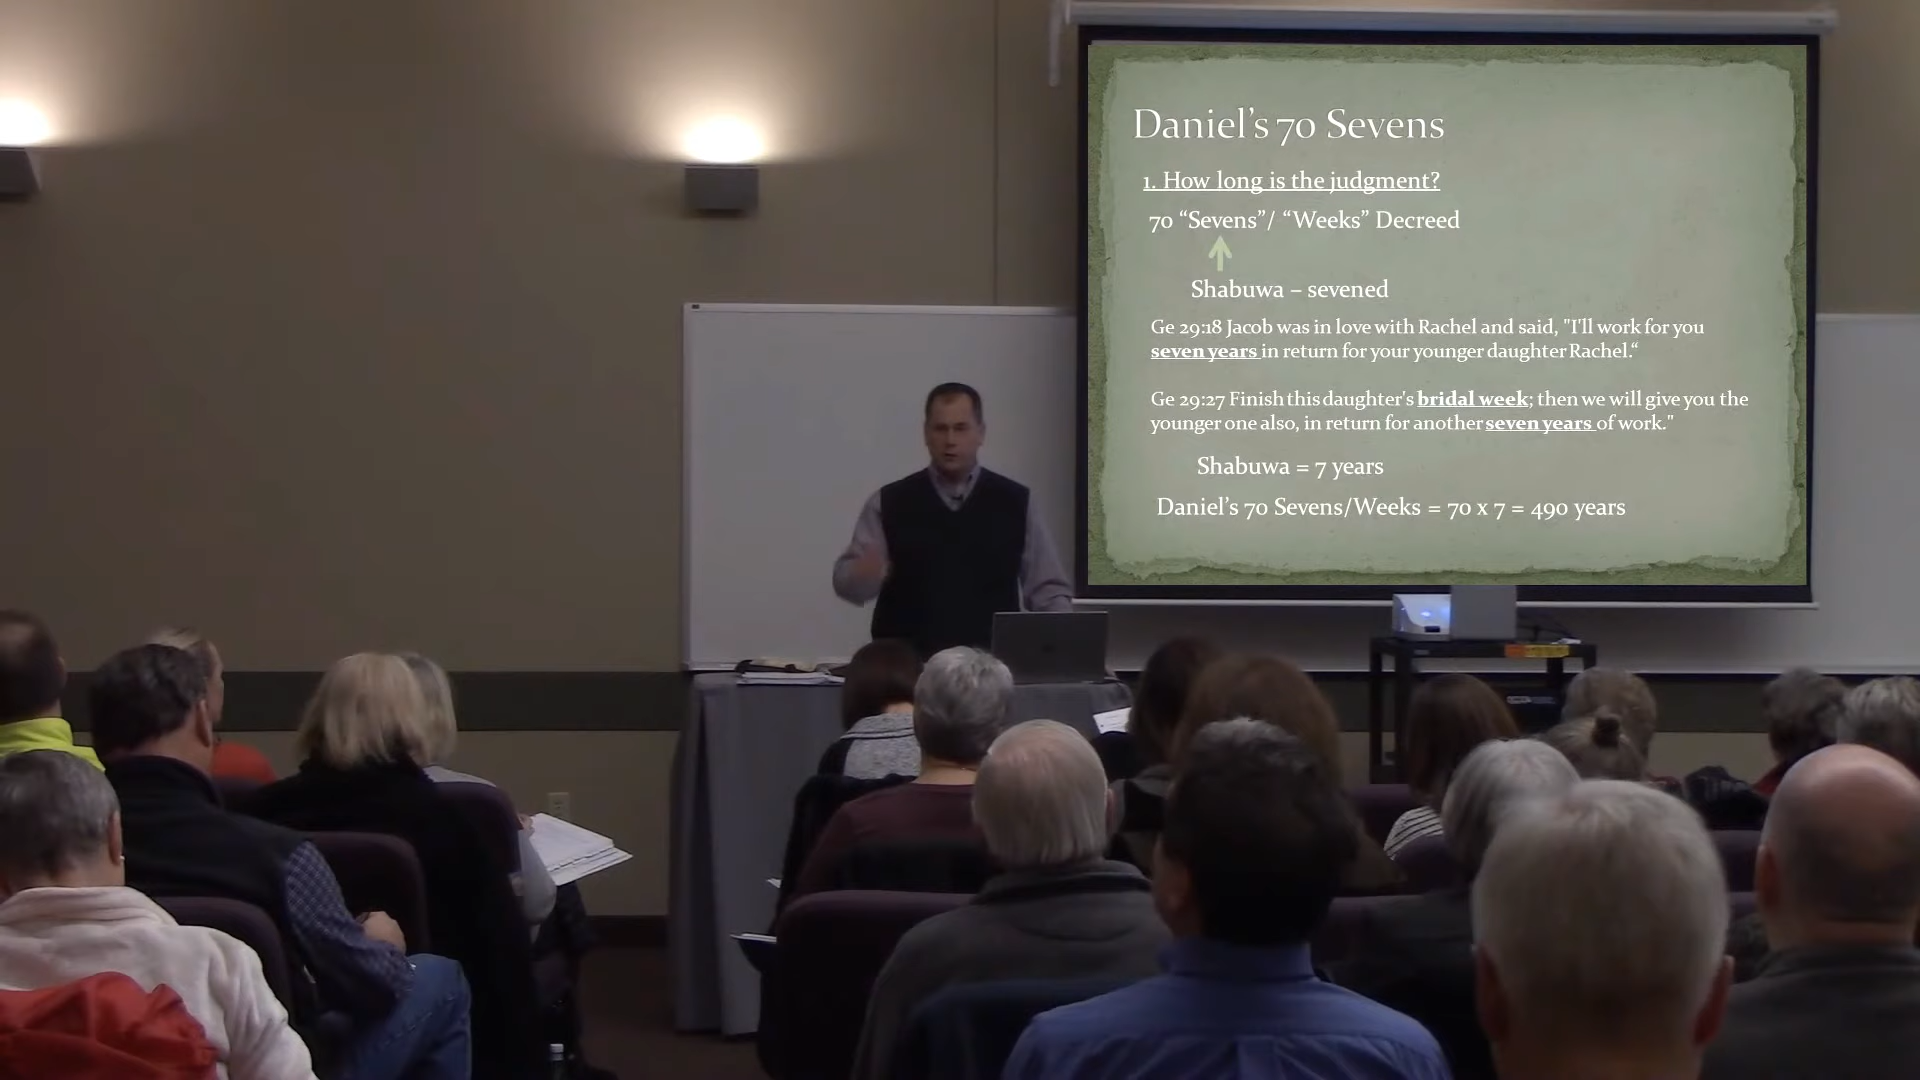 Daniel’s 70 Sevens
1. How long is the judgment?
70 “Sevens”/ “Weeks” Decreed
Shabuwa – sevened
Ge 29:18 Jacob was in love with Rachel and said, "I'll work for you
seven years in return for your younger daughter Rachel.“
Ge 29:27 Finish this daughter's bridal week; then we will give you the
younger one also, in return for another seven years of work."
Shabuwa = 7 years
Daniel’s 70 Sevens/Weeks = 70 x 7 = 490 years